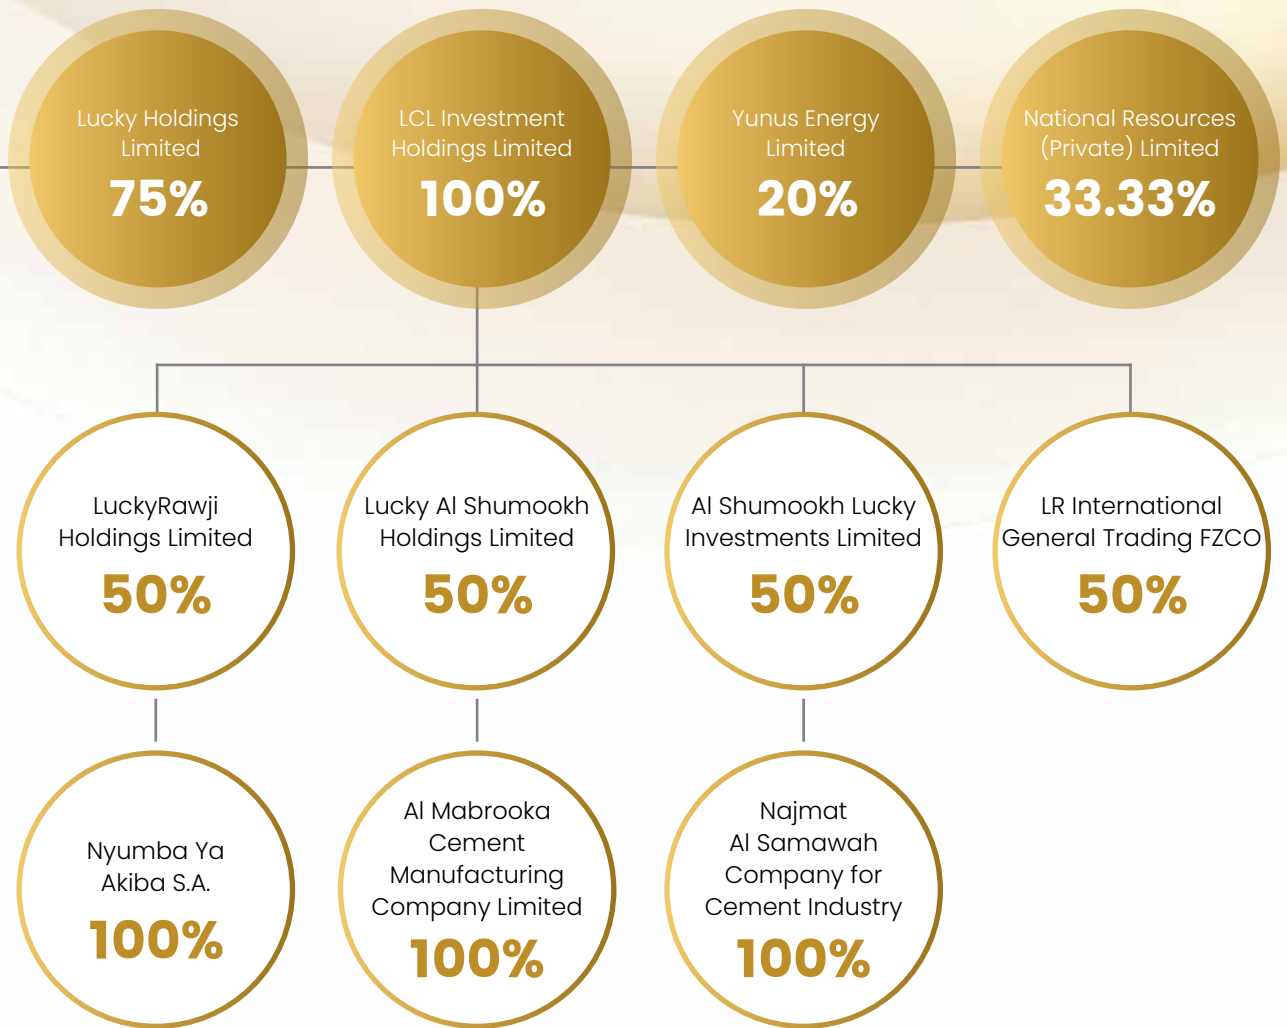 Lucky Holdings
Limited
75%
LCL Investment
Holdings Limited
100%
Yunus Energy
Limited
20%
National Resources
(Private) Limited
33.33%
LuckyRawji
Holdings Limited
50%
Lucky Al Shumookh
Holdings Limited
50%
Al Shumookh Lucky
Investments Limited
50%
LR International
General Trading FZCO
50%
Nyumba Ya
Akiba S.A.
100%
Al Mabrooka
Cement
Manufacturing
Company Limited
100%
Najmat
Al Samawah
Company for
Cement Industry
100%